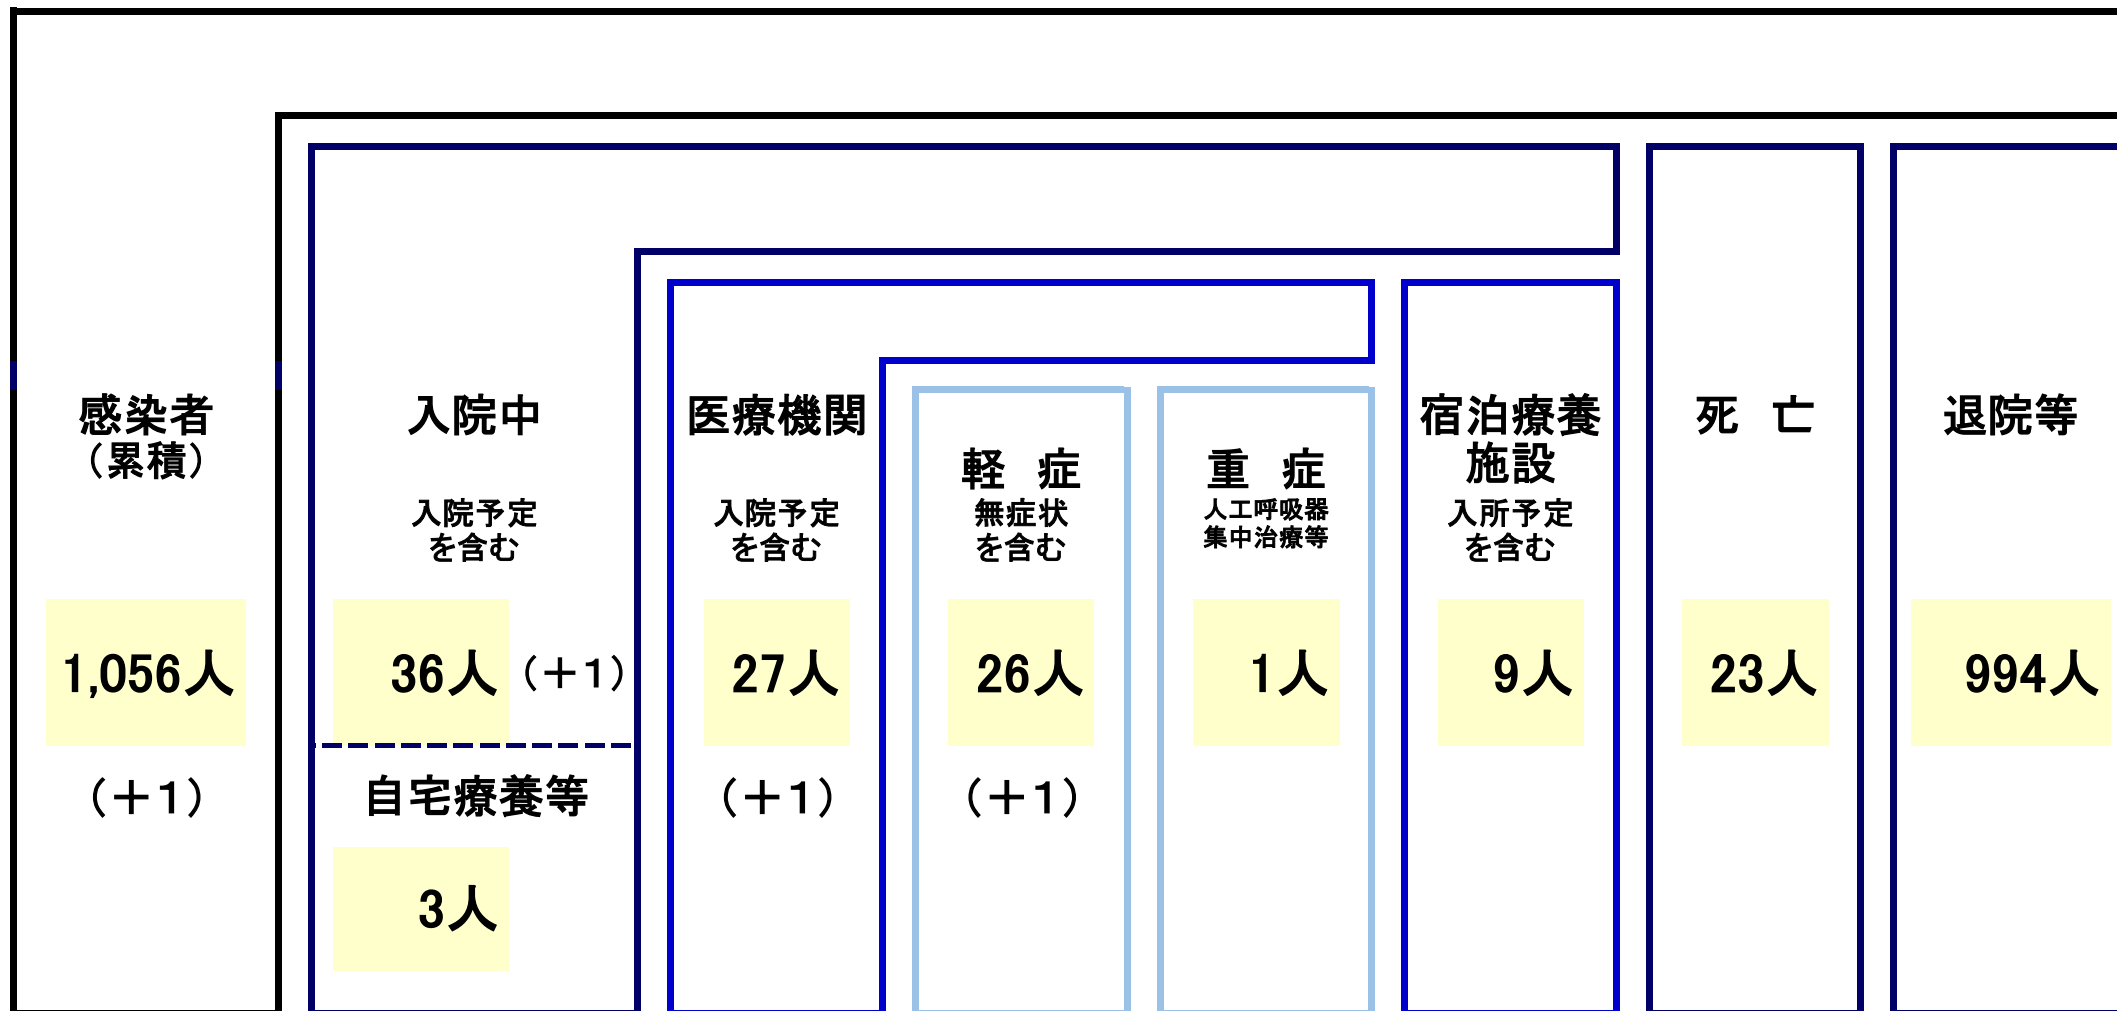 感染者
（累積）
1,056人
（＋1）
入院中
入院予定
を含む
36人 （＋1）
自宅療養等
3人
医療機関
入院予定
を含む
27人
（＋1）
軽 症
無症状
を含む
26人
（＋1）
重 症
人工呼吸器
集中治療等
1人
宿泊療養
施設
入所予定
を含む
9人
死 亡
23人
退院等
994人